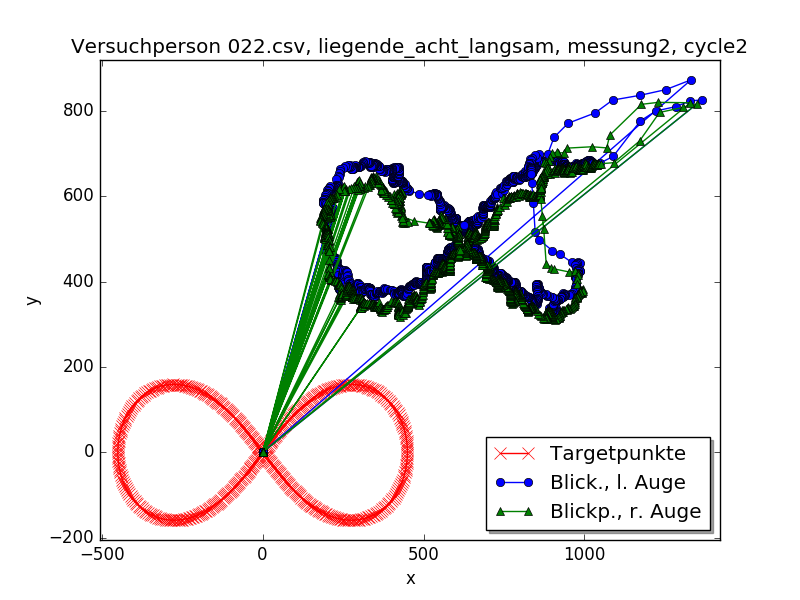 Versuchperson 022.csv, liegende_acht_langsam, messung2, cycle2
y
800
600
400
200
0
−200
−500
0
500
1000
x
Targetpunkte
Blick., l. Auge
Blickp., r. Auge